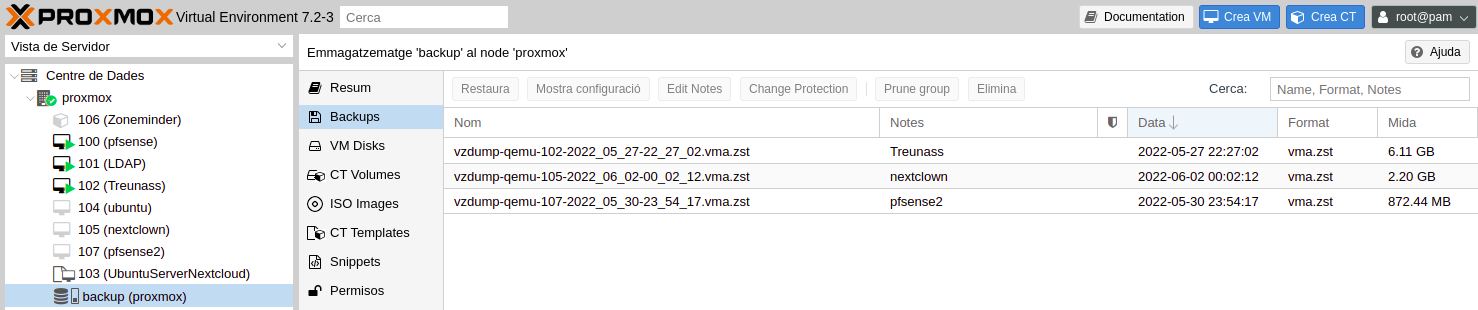 PROXMOX Virtual Environment 7.2-3 Cerca Documentation Crea VM Crea CT root@pam
Vista de Servidor
Centre de Dades
proxmox
106 (Zoneminder)
100 (pfsense)
101 (LDAP)
102 (Treunass)
104 (ubuntu)
105 (nextclown)
107 (pfsense2)
103 (UbuntuServerNextcloud)
backup (proxmox)
Emmagatzematge 'backup' al node 'proxmox' Ajuda
Resum
Backups
VM Disks
CT Volumes
ISO Images
CT Templates
Snippets
Permisos
Restaura Mostra configuració Edit Notes Change Protection Prune group Elimina Cerca: Name, Format, Notes
Nom Notes Data Format Mida
vzdump-qemu-102-2022_05_27-22_27_02.vma.zst Treunass 2022-05-27 22:27:02 vma.zst 6.11 GB
vzdump-qemu-105-2022_06_02-00_02_12.vma.zst nextclown 2022-06-02 00:02:12 vma.zst 2.20 GB
vzdump-qemu-107-2022_05_30-23_54_17.vma.zst pfsense2 2022-05-30 23:54:17 vma.zst 872.44 MB